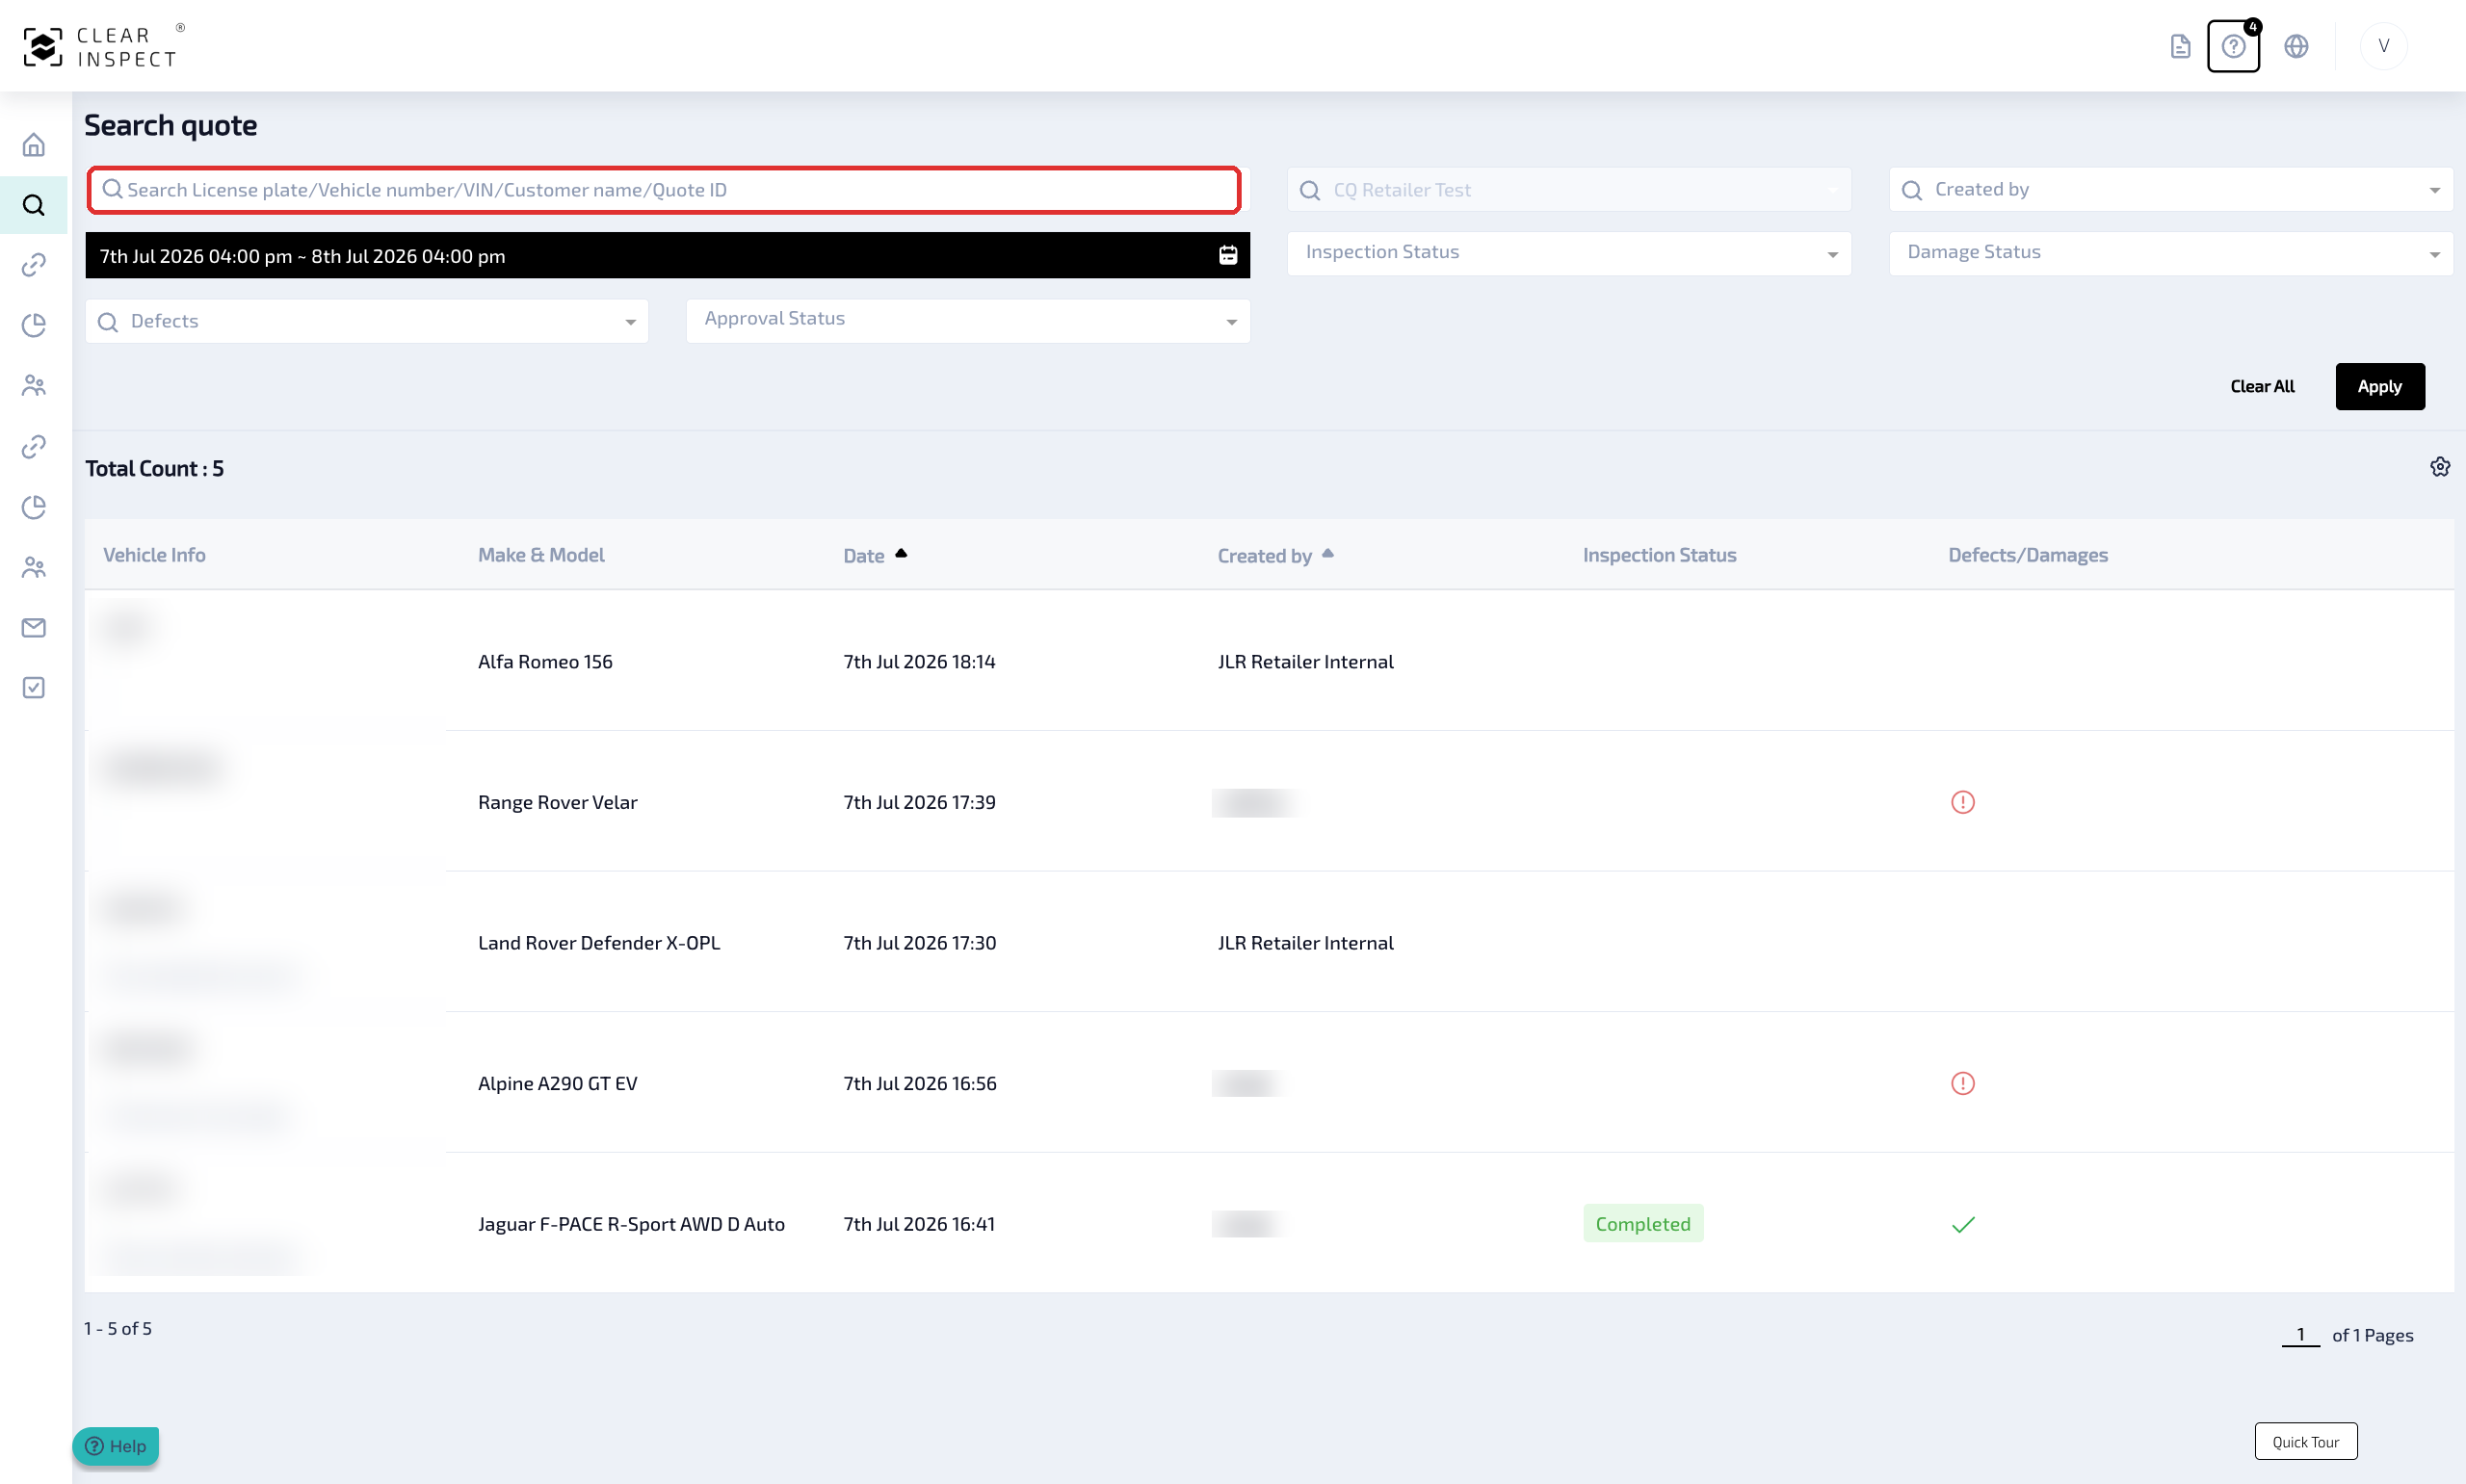 CLEAR ®
INSPECT
4
V
Search quote
Search License plate/Vehicle number/VIN/Customer name/Quote ID
CQ Retailer Test
Created by
7th Jul 2026 04:00 pm ~ 8th Jul 2026 04:00 pm
Inspection Status
Damage Status
Defects
Approval Status
Clear All
Apply
Total Count : 5
Vehicle Info
Make & Model
Date
Created by
Inspection Status
Defects/Damages
Alfa Romeo 156
7th Jul 2026 18:14
JLR Retailer Internal
Range Rover Velar
7th Jul 2026 17:39
Land Rover Defender X-OPL
7th Jul 2026 17:30
JLR Retailer Internal
Alpine A290 GT EV
7th Jul 2026 16:56
Jaguar F-PACE R-Sport AWD D Auto
7th Jul 2026 16:41
Completed
1 - 5 of 5
1 of 1 Pages
Help
Quick Tour